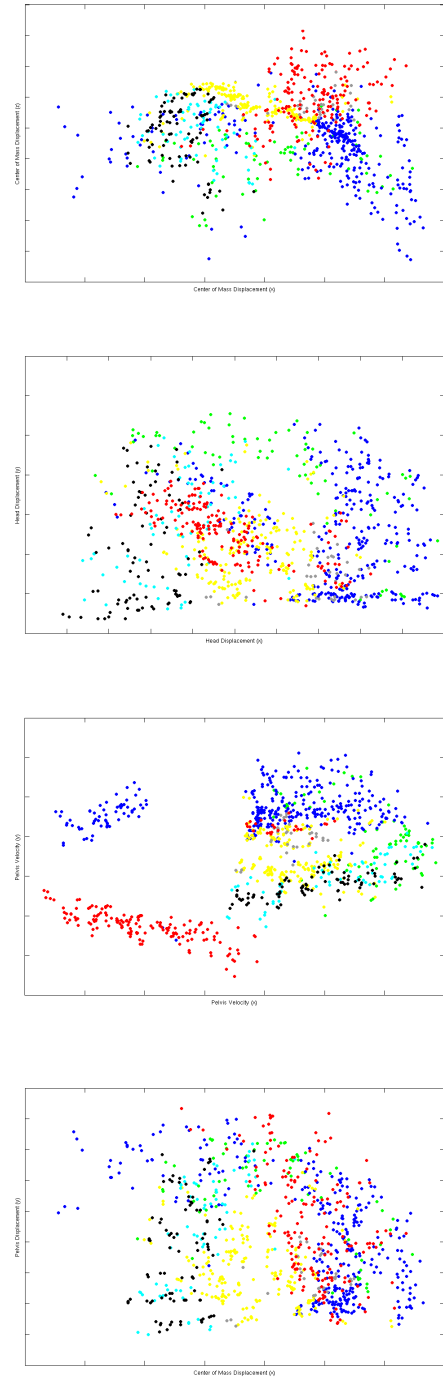 Center of Mass Displacement (z)
Center of Mass Displacement (x)
Head Displacement (y)
Head Displacement (x)
Pelvis Velocity (y)
Pelvis Velocity (x)
Pelvis Displacement (y)
Center of Mass Displacement (x)